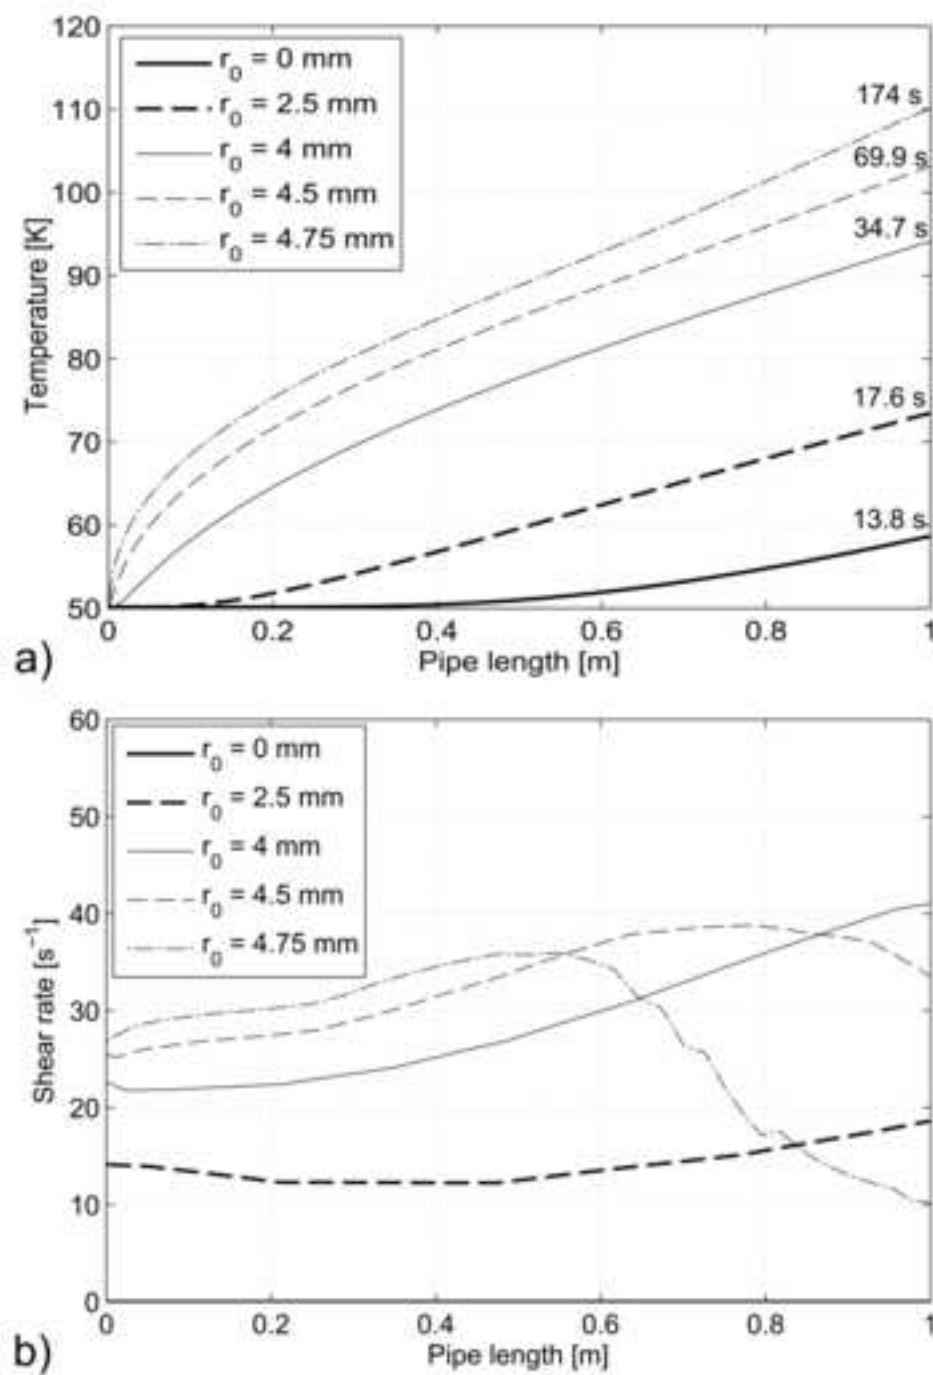 120
110
100
90
80
70
60
50
Temperature [K]
r0 = 0 mm
r0 = 2.5 mm
r0 = 4 mm
r0 = 4.5 mm
r0 = 4.75 mm
174 s
69.9 s
34.7 s
17.6 s
13.8 s
0 0.2 0.4 0.6 0.8 1
Pipe length [m]
a)
60
50
40
30
20
10
0
Shear rate [s−1]
r0 = 0 mm
r0 = 2.5 mm
r0 = 4 mm
r0 = 4.5 mm
r0 = 4.75 mm
0 0.2 0.4 0.6 0.8 1
Pipe length [m]
b)